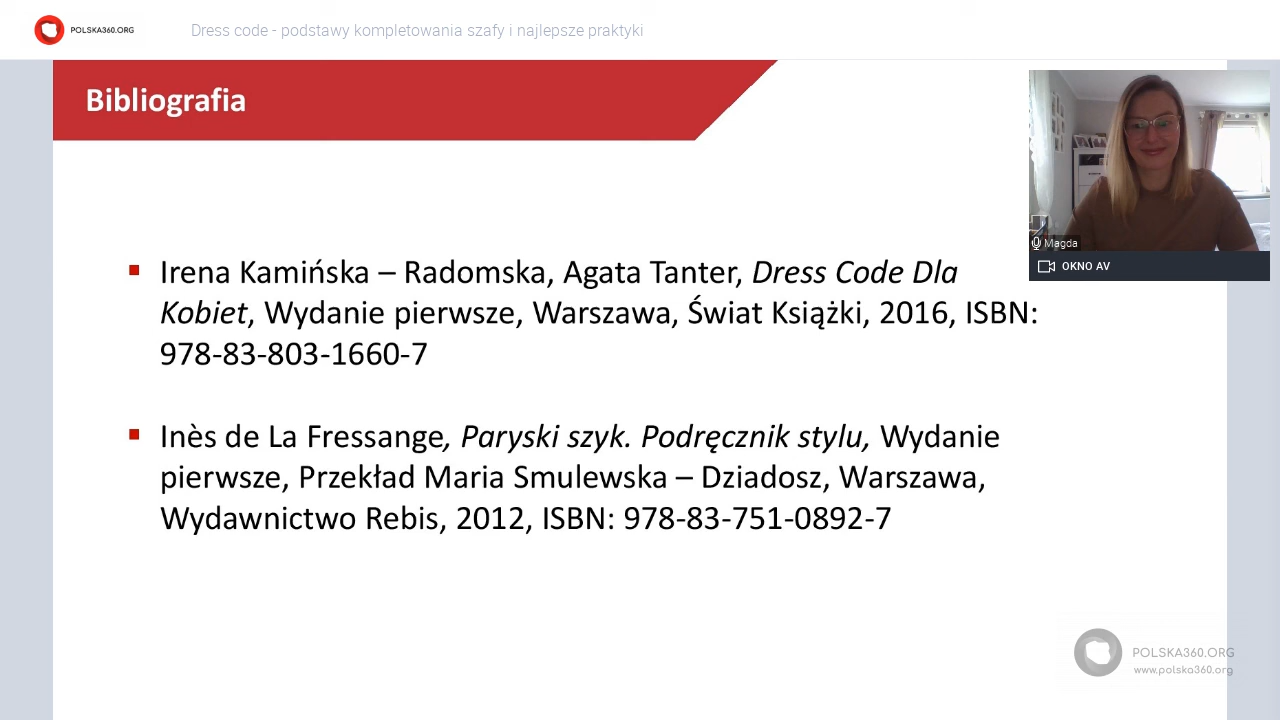 POLSKA360.ORG
Dress code - podstawy kompletowania szafy i najlepsze praktyki
Bibliografia
Magda
OKNO AV
Irena Kamińska – Radomska, Agata Tanter, Dress Code Dla
Kobiet, Wydanie pierwsze, Warszawa, Świat Książki, 2016, ISBN:
978-83-803-1660-7
Inès de La Fressange, Paryski szyk. Podręcznik stylu, Wydanie
pierwsze, Przekład Maria Smulewska – Dziadosz, Warszawa,
Wydawnictwo Rebis, 2012, ISBN: 978-83-751-0892-7
POLSKA360.ORG
www.polska360.org